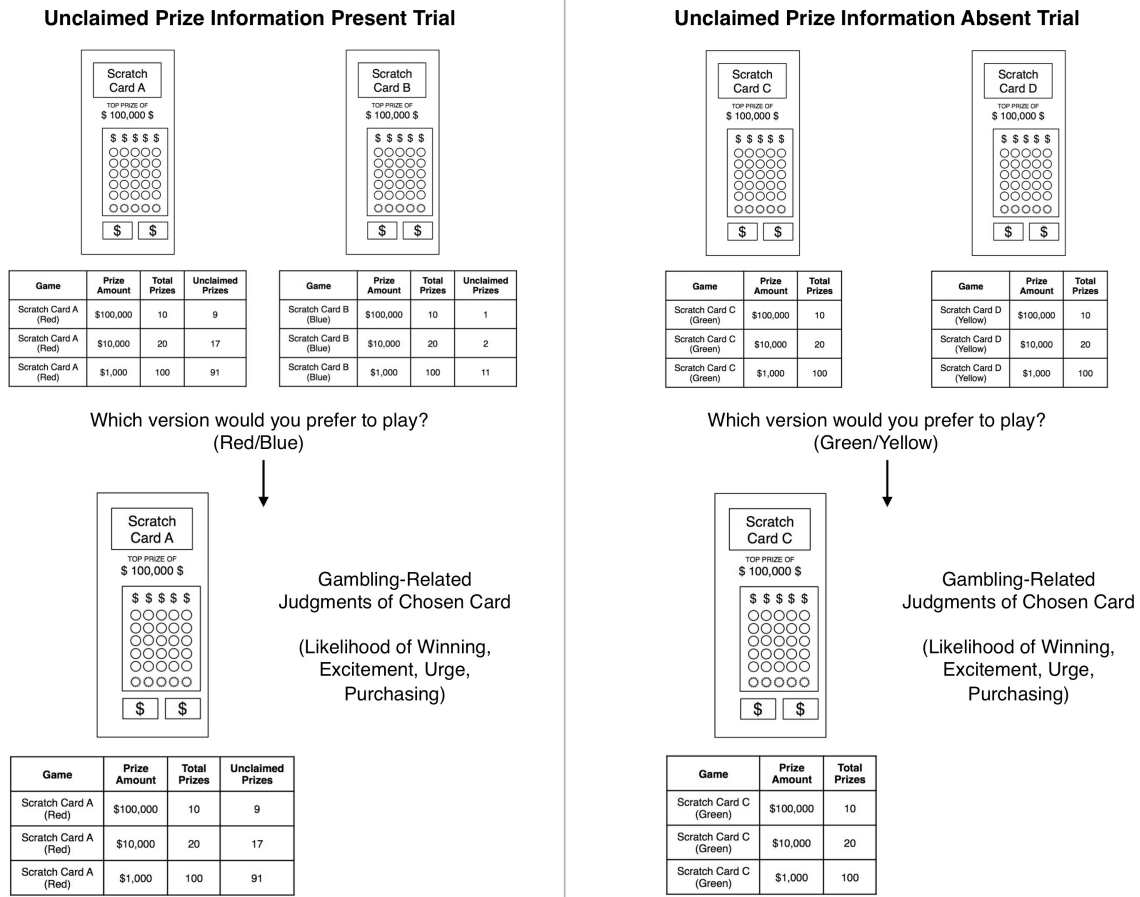 Unclaimed Prize Information Present Trial
Scratch
Card A
TOP PRIZE OF
$ 100,000 $
$ $ $ $ $
$ $
Scratch
Card B
TOP PRIZE OF
$ 100,000 $
$ $ $ $ $
$ $
Game Prize Amount Total Prizes Unclaimed Prizes
Scratch Card A (Red) $100,000 10 9
Scratch Card A (Red) $10,000 20 17
Scratch Card A (Red) $1,000 100 91
Game Prize Amount Total Prizes Unclaimed Prizes
Scratch Card B (Blue) $100,000 10 1
Scratch Card B (Blue) $10,000 20 2
Scratch Card B (Blue) $1,000 100 11
Which version would you prefer to play?
(Red/Blue)
Scratch
Card A
TOP PRIZE OF
$ 100,000 $
$ $ $ $ $
$ $
Gambling-Related
Judgments of Chosen Card
(Likelihood of Winning,
Excitement, Urge,
Purchasing)
Game Prize Amount Total Prizes Unclaimed Prizes
Scratch Card A (Red) $100,000 10 9
Scratch Card A (Red) $10,000 20 17
Scratch Card A (Red) $1,000 100 91
Unclaimed Prize Information Absent Trial
Scratch
Card C
TOP PRIZE OF
$ 100,000 $
$ $ $ $ $
$ $
Scratch
Card D
TOP PRIZE OF
$ 100,000 $
$ $ $ $ $
$ $
Game Prize Amount Total Prizes
Scratch Card C (Green) $100,000 10
Scratch Card C (Green) $10,000 20
Scratch Card C (Green) $1,000 100
Game Prize Amount Total Prizes
Scratch Card D (Yellow) $100,000 10
Scratch Card D (Yellow) $10,000 20
Scratch Card D (Yellow) $1,000 100
Which version would you prefer to play?
(Green/Yellow)
Scratch
Card C
TOP PRIZE OF
$ 100,000 $
$ $ $ $ $
$ $
Gambling-Related
Judgments of Chosen Card
(Likelihood of Winning,
Excitement, Urge,
Purchasing)
Game Prize Amount Total Prizes
Scratch Card C (Green) $100,000 10
Scratch Card C (Green) $10,000 20
Scratch Card C (Green) $1,000 100